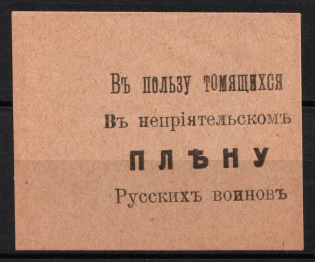 Въ пользу томящихся
Въ непріятельскомъ
ПЛѢНУ
Русскихъ воиновъ